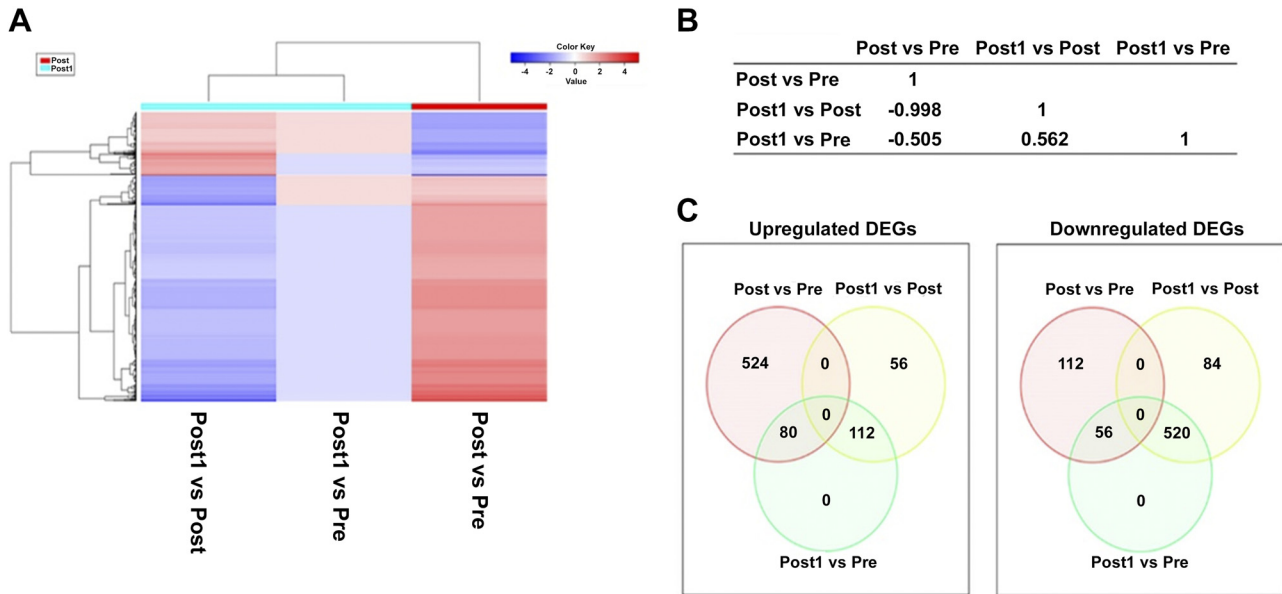 A
Post
Post1
Color Key
-4 -2 0 2 4
Value
Post1 vs Post
Post1 vs Pre
Post vs Pre
B
Post vs Pre Post1 vs Post Post1 vs Pre
Post vs Pre 1
Post1 vs Post -0.998 1
Post1 vs Pre -0.505 0.562 1
C
Upregulated DEGs
Post vs Pre Post1 vs Post
524 0 56
0
80 112
0
Post1 vs Pre
Downregulated DEGs
Post vs Pre Post1 vs Post
112 0 84
0
56 520
0
Post1 vs Pre